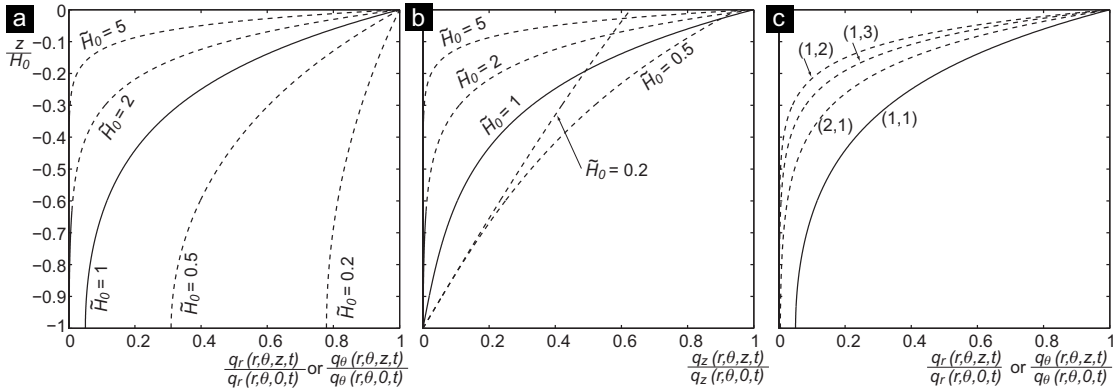 a
z
H0
0
−0.1
−0.2
−0.3
−0.4
−0.5
−0.6
−0.7
−0.8
−0.9
−1
H̃0 = 5
H̃0 = 2
H̃0 = 1
H̃0 = 0.5
H̃0 = 0.2
0 0.2 0.4 0.6 0.8 1
qr (r,θ,z,t) or qθ (r,θ,z,t)
qr (r,θ,0,t) qθ (r,θ,0,t)
b
H̃0 = 5
H̃0 = 2
H̃0 = 1
H̃0 = 0.5
H̃0 = 0.2
0 0.2 0.4 0.6 0.8 1
qz (r,θ,z,t)
qz (r,θ,0,t)
c
(1,2)
(1,3)
(2,1)
(1,1)
0 0.2 0.4 0.6 0.8 1
qr (r,θ,z,t) or qθ (r,θ,z,t)
qr (r,θ,0,t) qθ (r,θ,0,t)